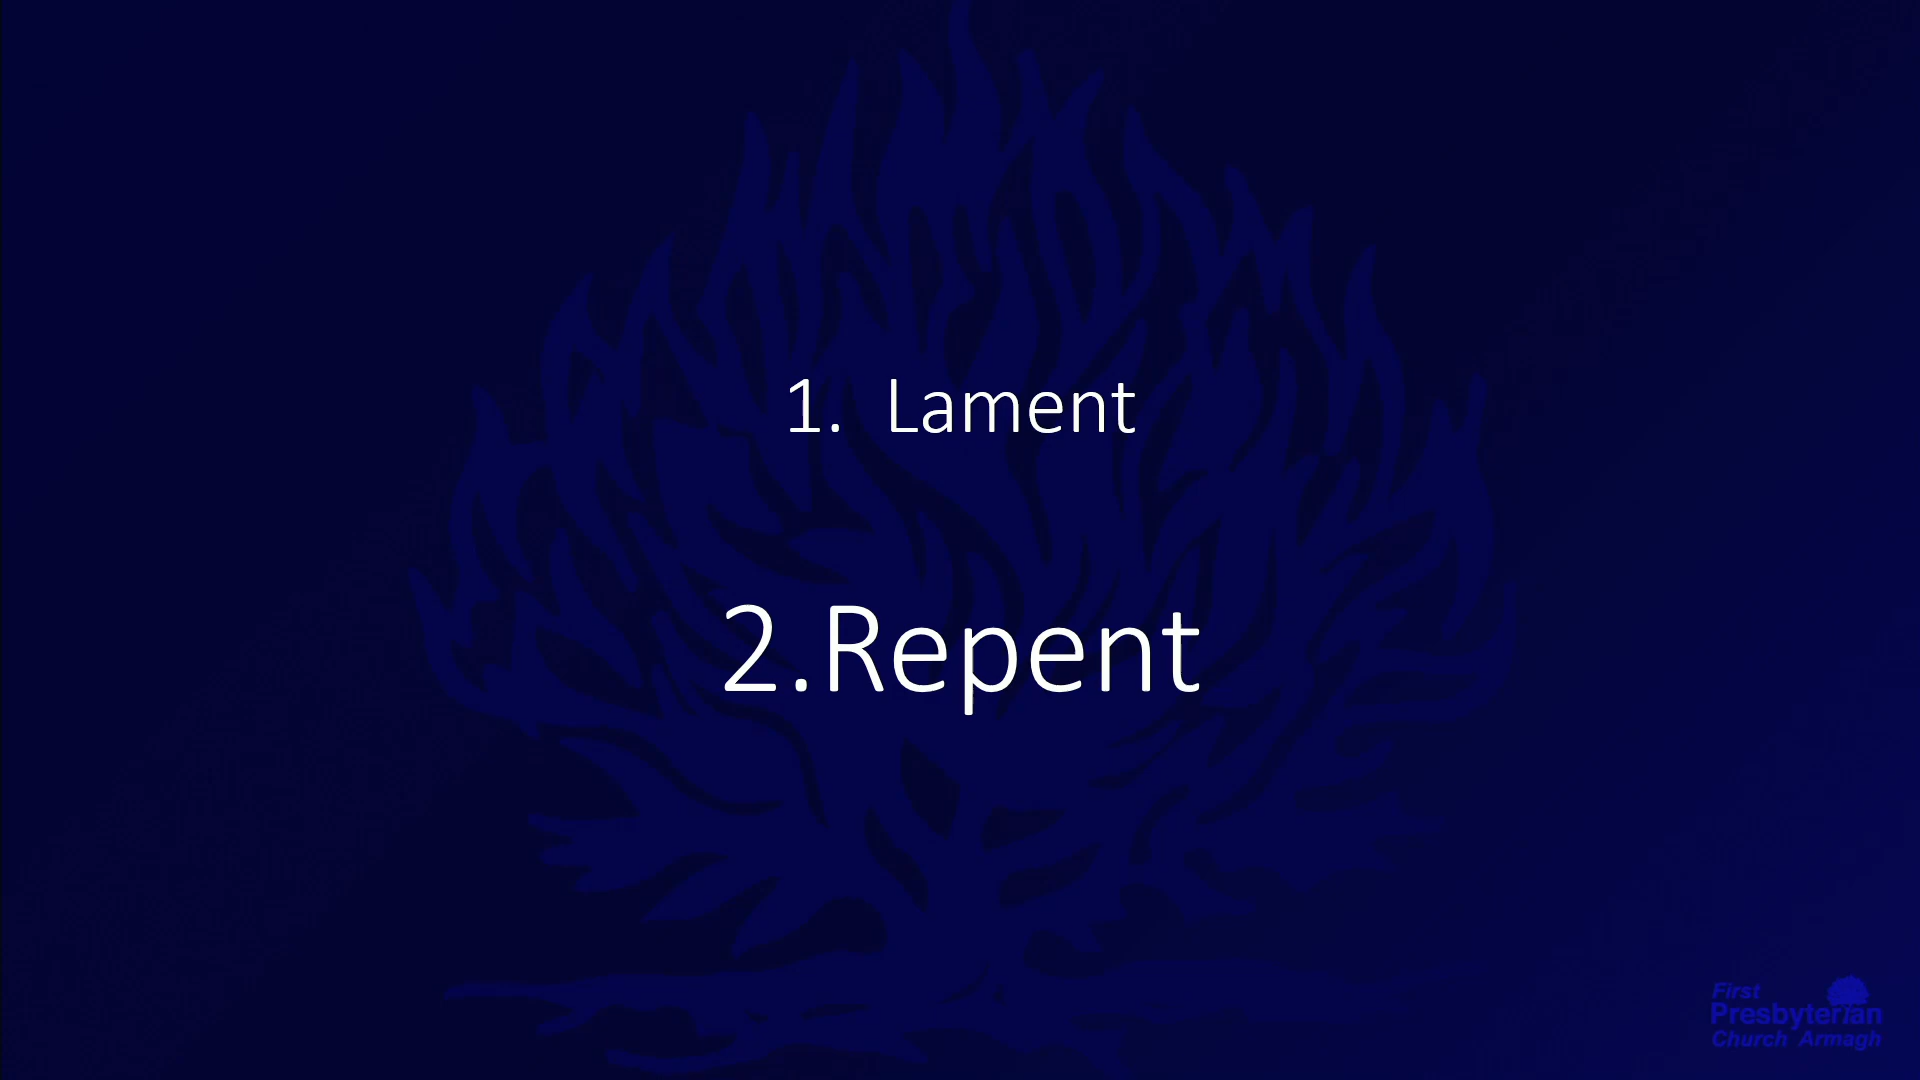 1. Lament
2.Repent
First
Presbyterian
Church Armagh